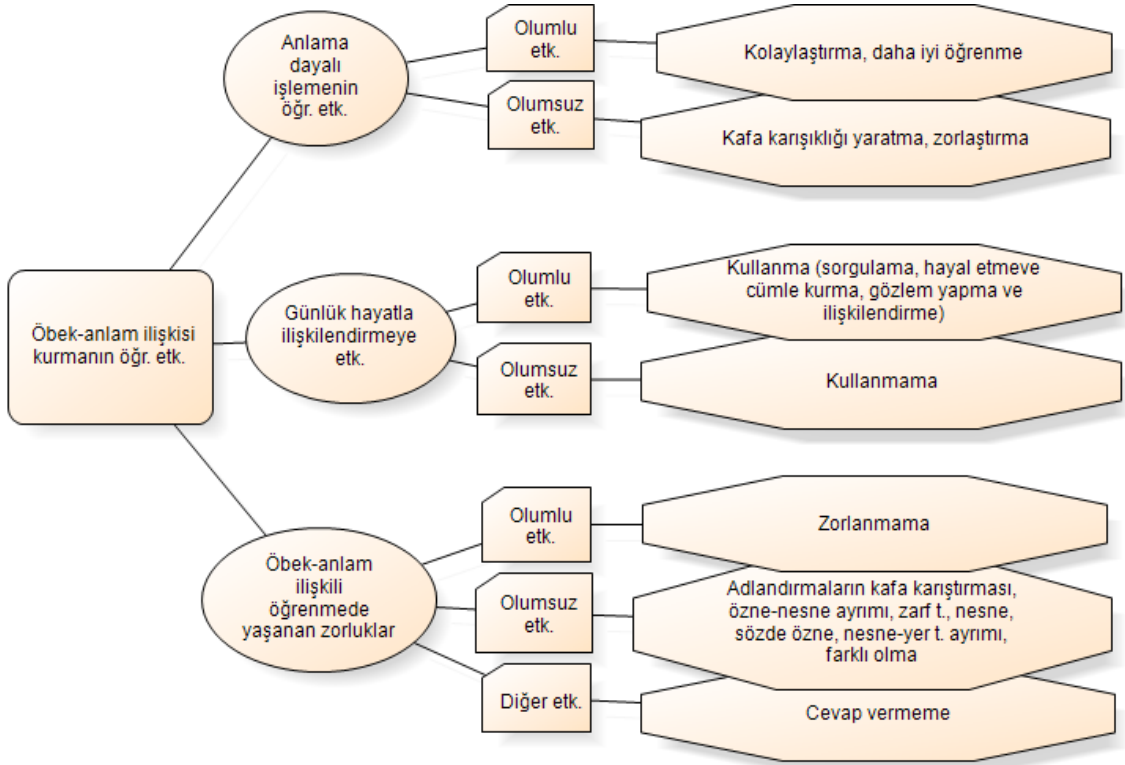 Anlama
dayalı
işlemenin
öğr. etk.
Olumlu
etk.
Kolaylaştırma, daha iyi öğrenme
Olumsuz
etk.
Kafa karışıklığı yaratma, zorlaştırma
Öbek-anlam ilişkisi
kurmanın öğr. etk.
Günlük hayatla
ilişkilendirmeye
etk.
Olumlu
etk.
Kullanma (sorgulama, hayal etmeve
cümle kurma, gözlem yapma ve
ilişkilendirme)
Olumsuz
etk.
Kullanmama
Öbek-anlam
ilişkili
öğrenmede
yaşanan zorluklar
Olumlu
etk.
Zorlanmama
Olumsuz
etk.
Adlandırmaların kafa karıştırması,
özne-nesne ayrımı, zarf t., nesne,
sözde özne, nesne-yer t. ayrımı,
farklı olma
Diğer etk.
Cevap vermeme